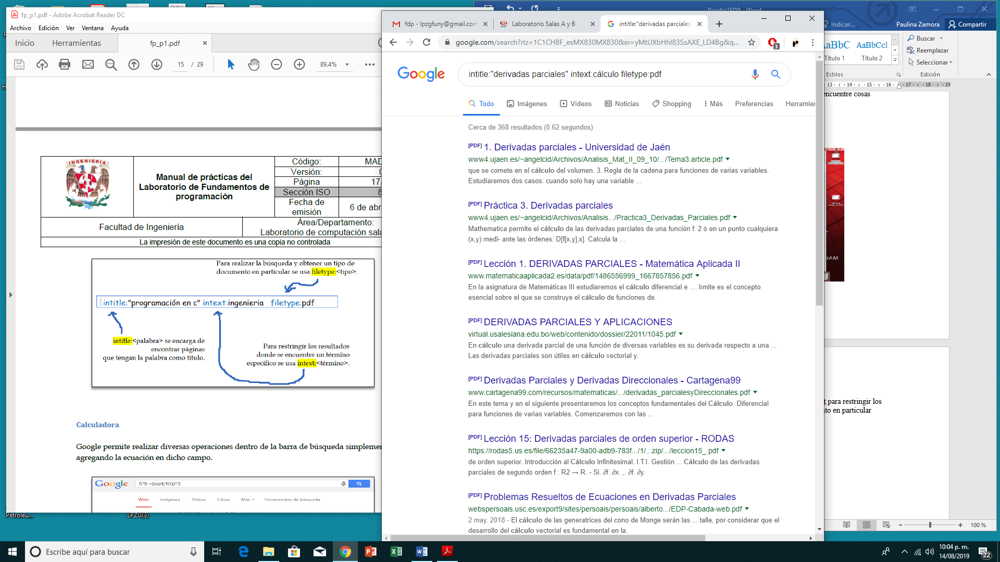 fp_p1.pdf - Adobe Acrobat Reader DC
Archivo Edición Ver Ventana Ayuda
Inicio Herramientas fp_p1.pdf
15 / 29 89.4%
INGENIERIA
Manual de prácticas del
Laboratorio de Fundamentos de
programación
Código: MAD
Versión: 0
Página 17/
Sección ISO 8
Fecha de
emisión
6 de abr
Facultad de Ingeniería
Área/Departamento:
Laboratorio de computación sala
La impresión de este documento es una copia no controlada
Para realizar la búsqueda y obtener un tipo de
documento en particular se usa filetype:<tipo>.
intitle:"programación en c" intext:ingenieria filetype:pdf
intitle:<palabra> se encarga de
encontrar páginas
que tengan la palabra como título.
Para restringir los resultados
donde se encuentre un término
específico se usa intext:<término>.
Calculadora
Google permite realizar diversas operaciones dentro de la barra de búsqueda simplemen
agregando la ecuación en dicho campo.
Google 5*9 +(sqrt(10))^3
Web Imágenes Vídeos Libros Más Herramientas de búsqueda
Petroleu...
LPZG(3)
fdp - lpzgfuny@gmail.com
Laboratorio Salas A y B
intitle:"derivadas parciales"
google.com/search?rlz=1C1CHBF_esMX830MX830&ei=yMtUXbHhI83SsAXE_LD4Bg&q...
3
Google
intitle:"derivadas parciales" intext:cálculo filetype:pdf
Todo Imágenes Vídeos Noticias Shopping Más Preferencias Herramien
Cerca de 368 resultados (0.62 segundos)
[PDF] 1. Derivadas parciales - Universidad de Jaén
www4.ujaen.es/~angelcid/Archivos/Analisis_Mat_II_09_10/.../Tema3.article.pdf
que se comete en el cálculo del volumen. 3. Regla de la cadena para funciones de varias variables.
Estudiaremos dos casos: cuando solo hay una variable ...
[PDF] Práctica 3. Derivadas parciales
www4.ujaen.es/~angelcid/Archivos/Analisis.../Practica3_Derivadas_Parciales.pdf
Mathematica permite el cálculo de las derivadas parciales de una función f: 2 ö en un punto cualquiera
(x,y) medi- ante las órdenes: D[f[x,y],x]. Calcula la ...
[PDF] Lección 1. DERIVADAS PARCIALES - Matemática Aplicada II
www.matematicaaplicada2.es/data/pdf/1486556999_1667857856.pdf
En la asignatura de Matemáticas III estudiaremos el cálculo diferencial e .... lımite es el concepto
esencial sobre el que se construye el cálculo de funciones de.
[PDF] DERIVADAS PARCIALES Y APLICACIONES
virtual.usalesiana.edu.bo/web/contenido/dossier/22011/1045.pdf
En cálculo una derivada parcial de una función de diversas variables es su derivada respecto a una ...
Las derivadas parciales son útiles en cálculo vectorial y.
[PDF] Derivadas Parciales y Derivadas Direccionales - Cartagena99
www.cartagena99.com/recursos/matematicas/.../derivadas_parcialesyDireccionales.pdf
En este tema y en el siguiente presentaremos los conceptos fundamentales del Cálculo. Diferencial
para funciones de varias variables. Comenzaremos con las ...
[PDF] Lección 15: Derivadas parciales de orden superior - RODAS
https://rodas5.us.es/file/66235a47-9a00-adb9-783f.../1/...zip/.../leccion15_.pdf
de orden superior. Introducción al Cálculo Infinitesimal. I.T.I. Gestión ... Cálculo de las derivadas
parciales de segundo orden f : R2 → R. - Si. ∂f. ∂x. ,. ∂f. ∂y.
[PDF] Problemas Resueltos de Ecuaciones en Derivadas Parciales
webspersoais.usc.es/export9/sites/persoais/persoais/alberto.../EDP-Cabada-web.pdf
2 may. 2018 - El cálculo de las generatrices del cono de Monge serán las ... talle, por considerar que el
desarrollo del cálculo vectorial es fundamental en la.
Practia1FDP - Word
Indicar... Paulina Zamora Compartir
AaBbC AaBbCcI
Título 1 Título 2
Estilos
Buscar
Reemplazar
Seleccionar
Edición
13 14 15 16 17 18 19
encuentre cosas
NAM
t para restringir los
to en particular
100 %
Escribe aquí para buscar
10:04 p. m.
14/08/2019
22